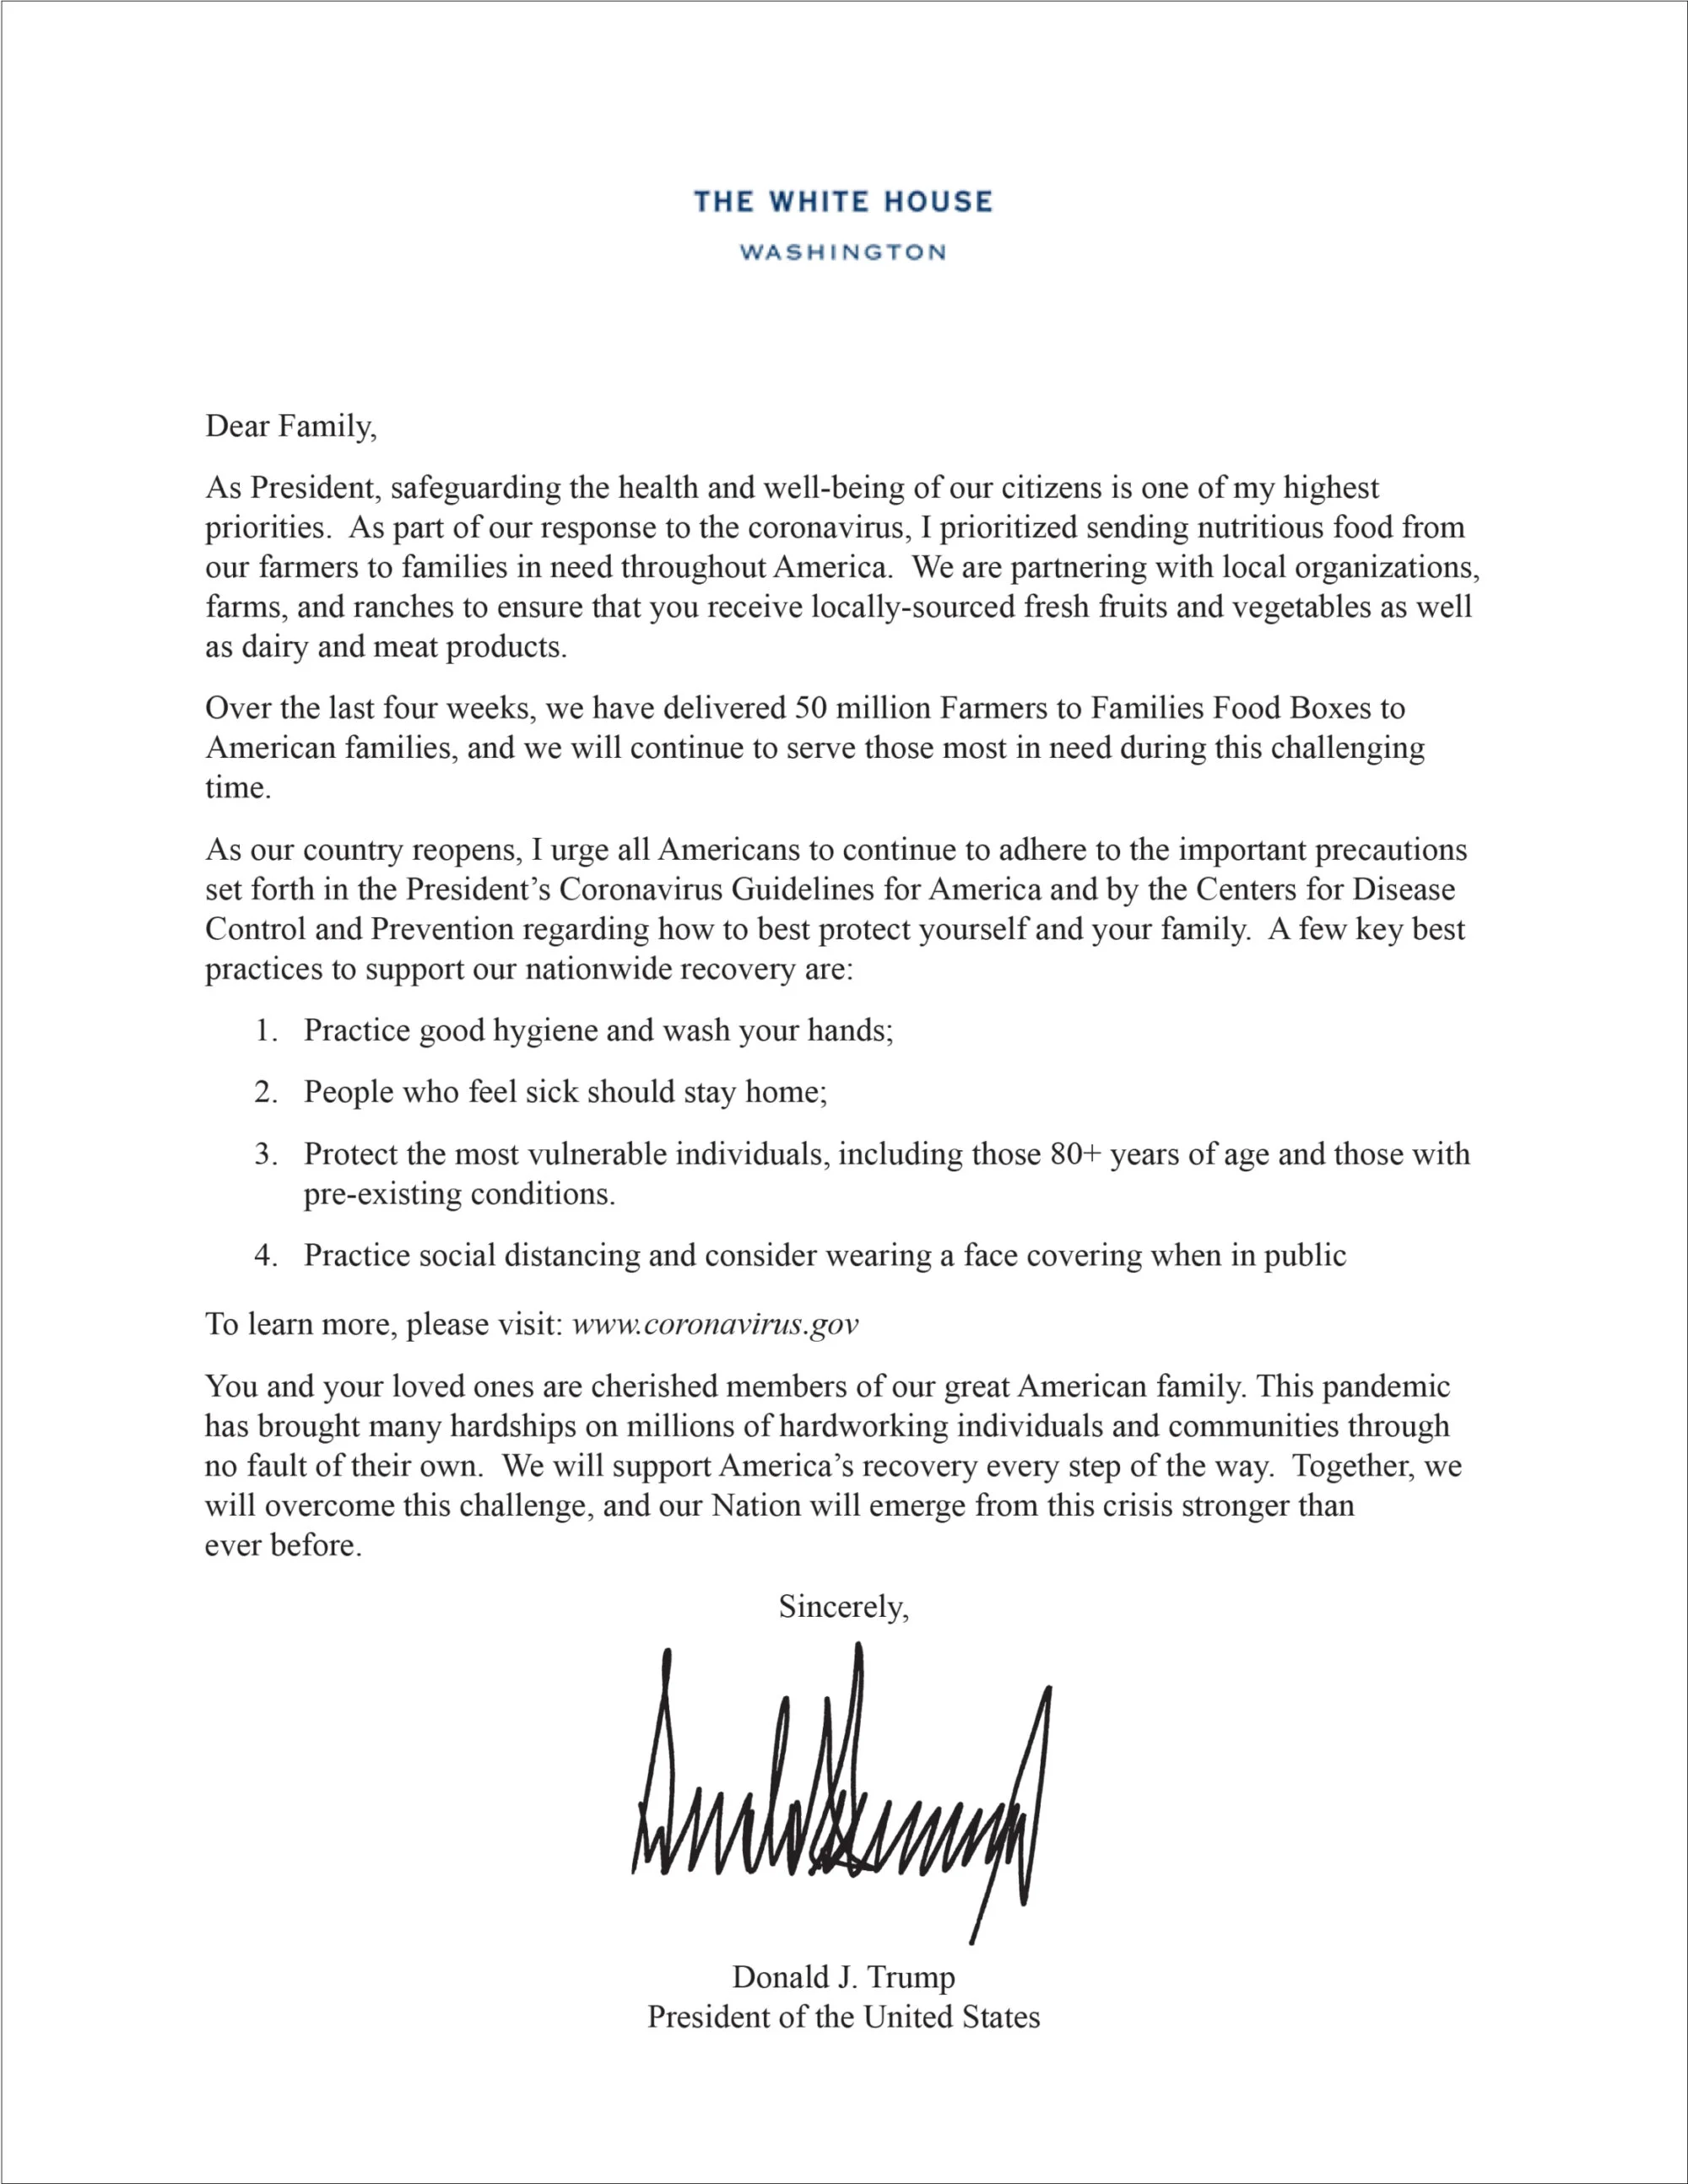 THE WHITE HOUSE
WASHINGTON
Dear Family,
As President, safeguarding the health and well-being of our citizens is one of my highest
priorities.  As part of our response to the coronavirus, I prioritized sending nutritious food from
our farmers to families in need throughout America.  We are partnering with local organizations,
farms, and ranches to ensure that you receive locally-sourced fresh fruits and vegetables as well
as dairy and meat products.
Over the last four weeks, we have delivered 50 million Farmers to Families Food Boxes to
American families, and we will continue to serve those most in need during this challenging
time.
As our country reopens, I urge all Americans to continue to adhere to the important precautions
set forth in the President’s Coronavirus Guidelines for America and by the Centers for Disease
Control and Prevention regarding how to best protect yourself and your family.  A few key best
practices to support our nationwide recovery are:
1. Practice good hygiene and wash your hands;
2. People who feel sick should stay home;
3. Protect the most vulnerable individuals, including those 80+ years of age and those with
pre-existing conditions.
4. Practice social distancing and consider wearing a face covering when in public
To learn more, please visit: www.coronavirus.gov
You and your loved ones are cherished members of our great American family. This pandemic
has brought many hardships on millions of hardworking individuals and communities through
no fault of their own.  We will support America’s recovery every step of the way.  Together, we
will overcome this challenge, and our Nation will emerge from this crisis stronger than
ever before.
Sincerely,
Donald J. Trump
President of the United States